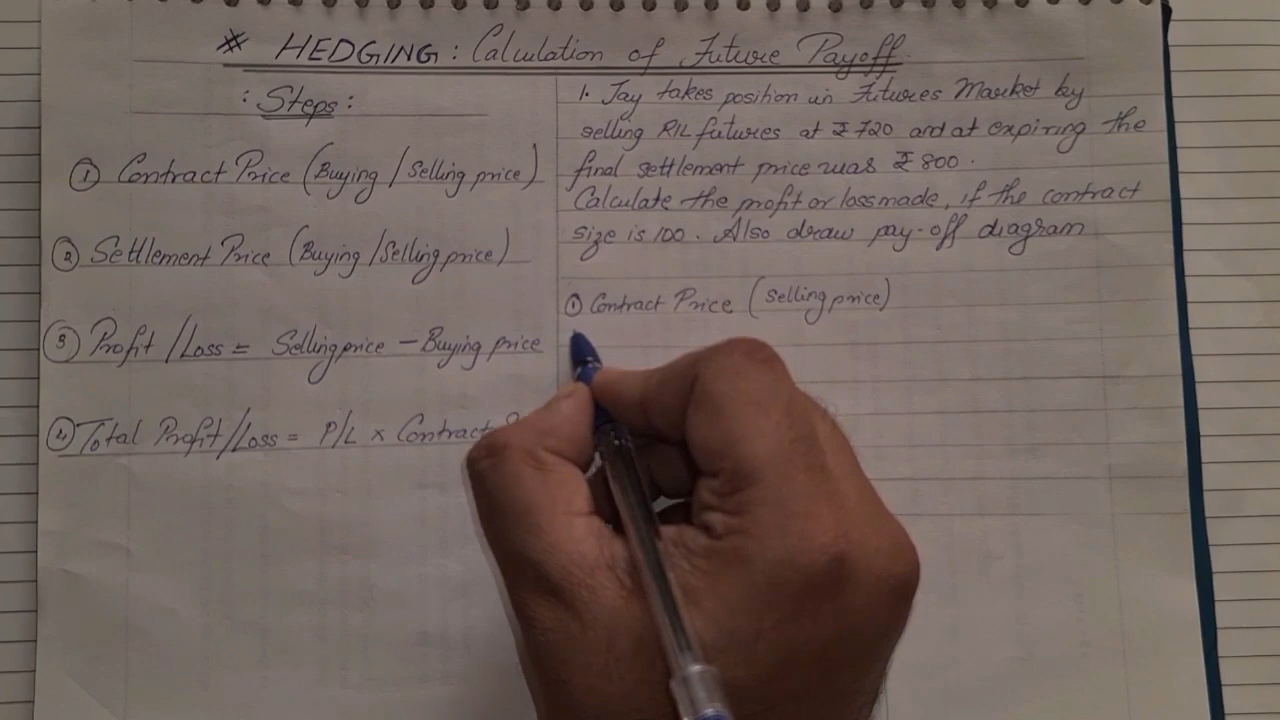 * HEDGING : Calculation of Future Payoff
: Steps :
① Contract Price (Buying / Selling price)
② Settlement Price (Buying / Selling price)
③ Profit / Loss = Selling price - Buying price
④ Total Profit/Loss = P/L x Contract
1. Jay takes position in Futures Market by
selling RIL futures at ₹ 720 and at expiring the
final settlement price was ₹ 800.
Calculate the profit or loss made, if the contract
size is 100. Also draw pay-off diagram
① Contract Price (Selling price)